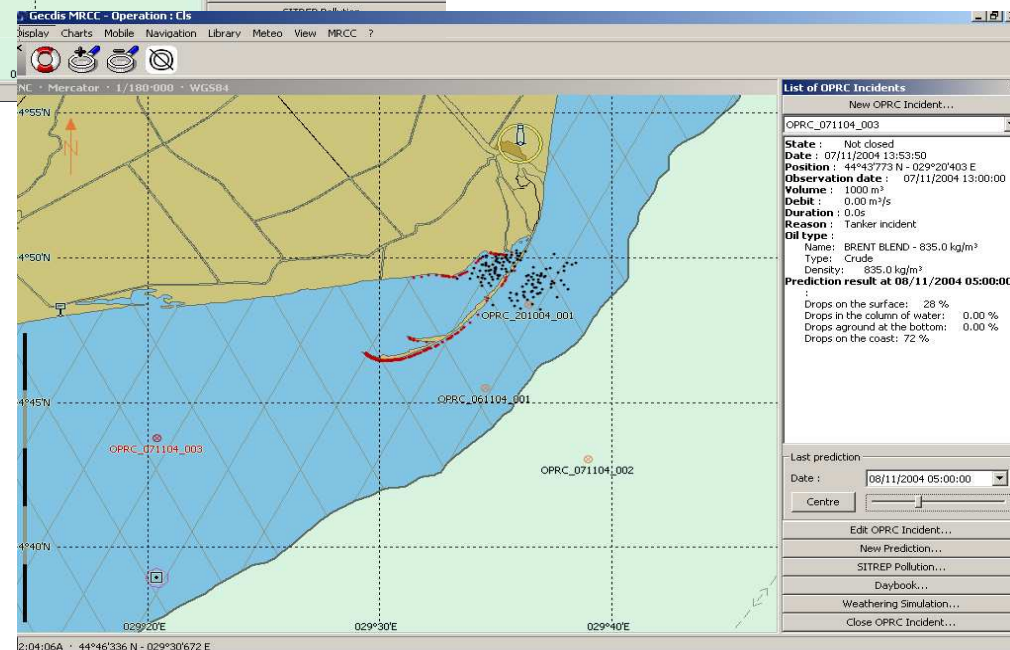 SITREP Pollution
Gecdis MRCC - Operation : Cls
Display Charts Mobile Navigation Library Meteo View MRCC ?
NC · Mercator · 1/180·000 · WGS84
4°55'N
4°50'N
OPRC_201004_001
4°45'N
OPRC_061104_001
OPRC_071104_003
OPRC_071104_002
4°40'N
029°20'E
029°30'E
029°40'E
N
2:04:06A · 44°46'336 N - 029°30'672 E
List of OPRC Incidents
New OPRC Incident...
OPRC_071104_003
State : Not closed
Date : 07/11/2004 13:53:50
Position : 44°43'773 N - 029°20'403 E
Observation date : 07/11/2004 13:00:00
Volume : 1000 m³
Debit : 0.00 m³/s
Duration : 0.0s
Reason : Tanker incident
Oil type :
Name: BRENT BLEND - 835.0 kg/m³
Type: Crude
Density: 835.0 kg/m³
Prediction result at 08/11/2004 05:00:00
:
Drops on the surface: 28 %
Drops in the column of water: 0.00 %
Drops aground at the bottom: 0.00 %
Drops on the coast: 72 %
Last prediction
Date : 08/11/2004 05:00:00
Centre
Edit OPRC Incident...
New Prediction...
SITREP Pollution...
Daybook...
Weathering Simulation...
Close OPRC Incident...